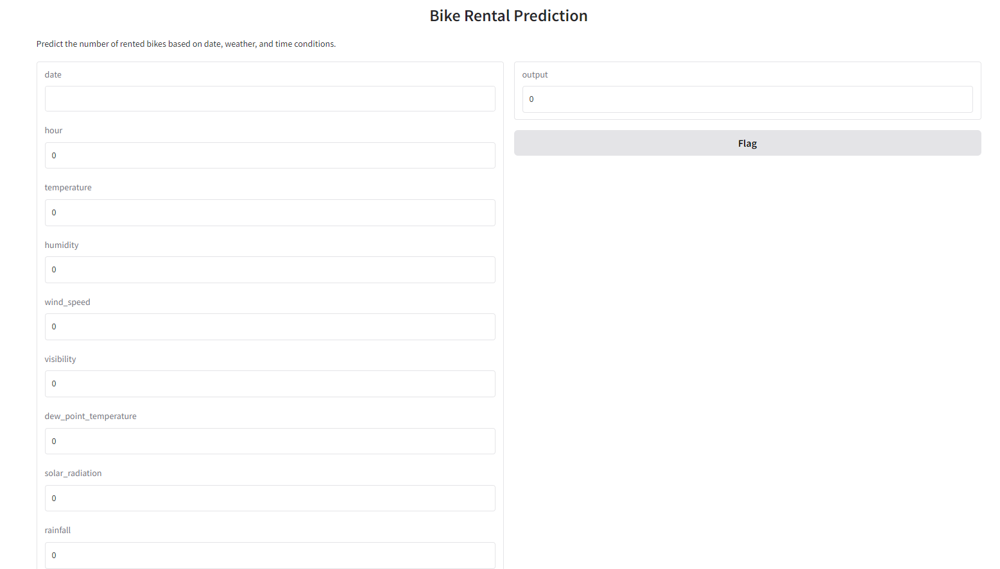 Bike Rental Prediction
Predict the number of rented bikes based on date, weather, and time conditions.
date
hour
0
temperature
0
humidity
0
wind_speed
0
visibility
0
dew_point_temperature
0
solar_radiation
0
rainfall
0
output
0
Flag